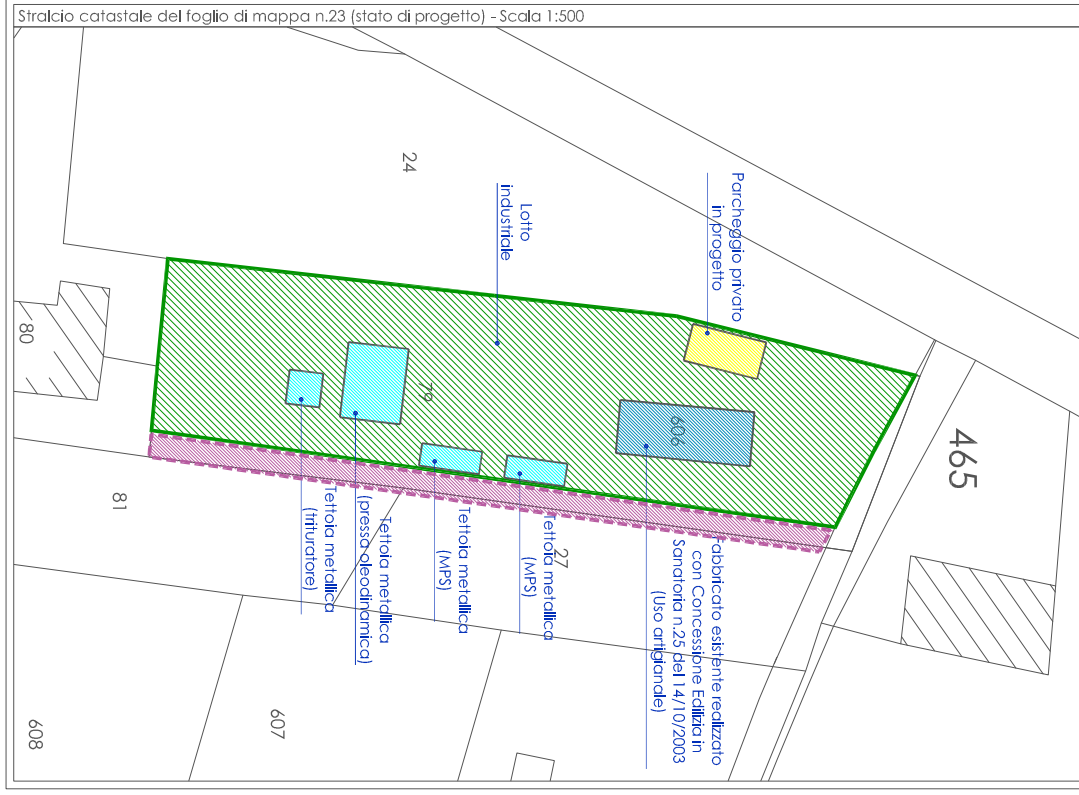 Stralcio catastale del foglio di mappa n.23 (stato di progetto) - Scala 1:500
24
Parcheggio privato
in progetto
Lotto
industriale
80
79
606
465
81
27
Tettoia metallica
(trituratore)
Tettoia metallica
(pressa oleodinamica)
Tettoia metallica
(MPS)
Tettoia metallica
(MPS)
Fabbricato esistente realizzato
con Concessione Edilizia in
Sanatoria n.25 del 14/10/2003
(Uso artigianale)
607
608